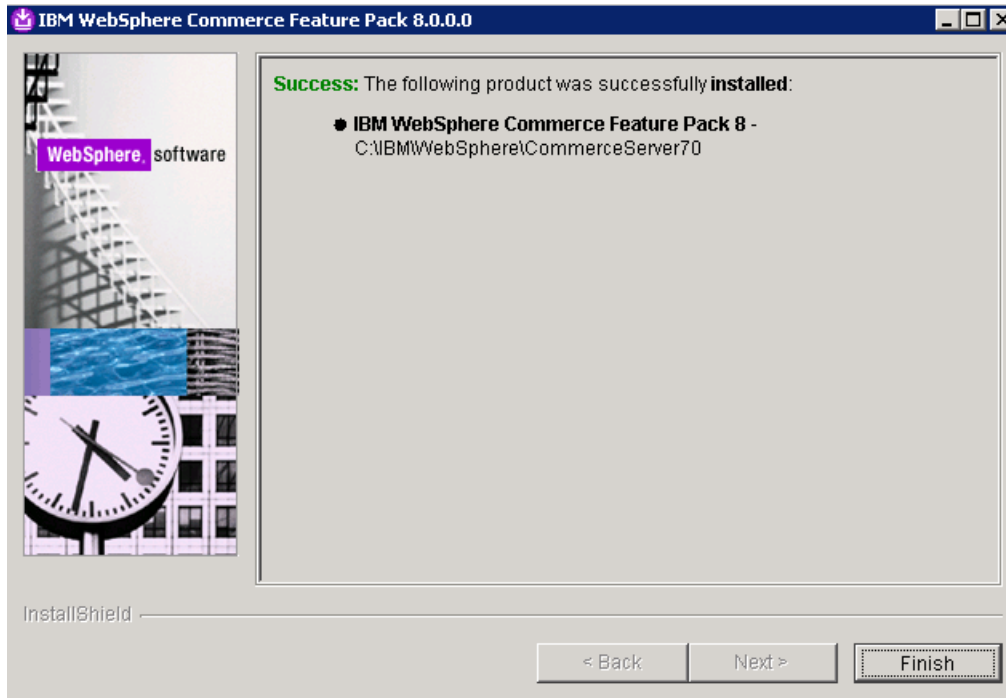 IBM WebSphere Commerce Feature Pack 8.0.0.0
WebSphere. software
Success: The following product was successfully installed:
● IBM WebSphere Commerce Feature Pack 8 -
C:\IBM\WebSphere\CommerceServer70
InstallShield
< Back
Next >
Finish